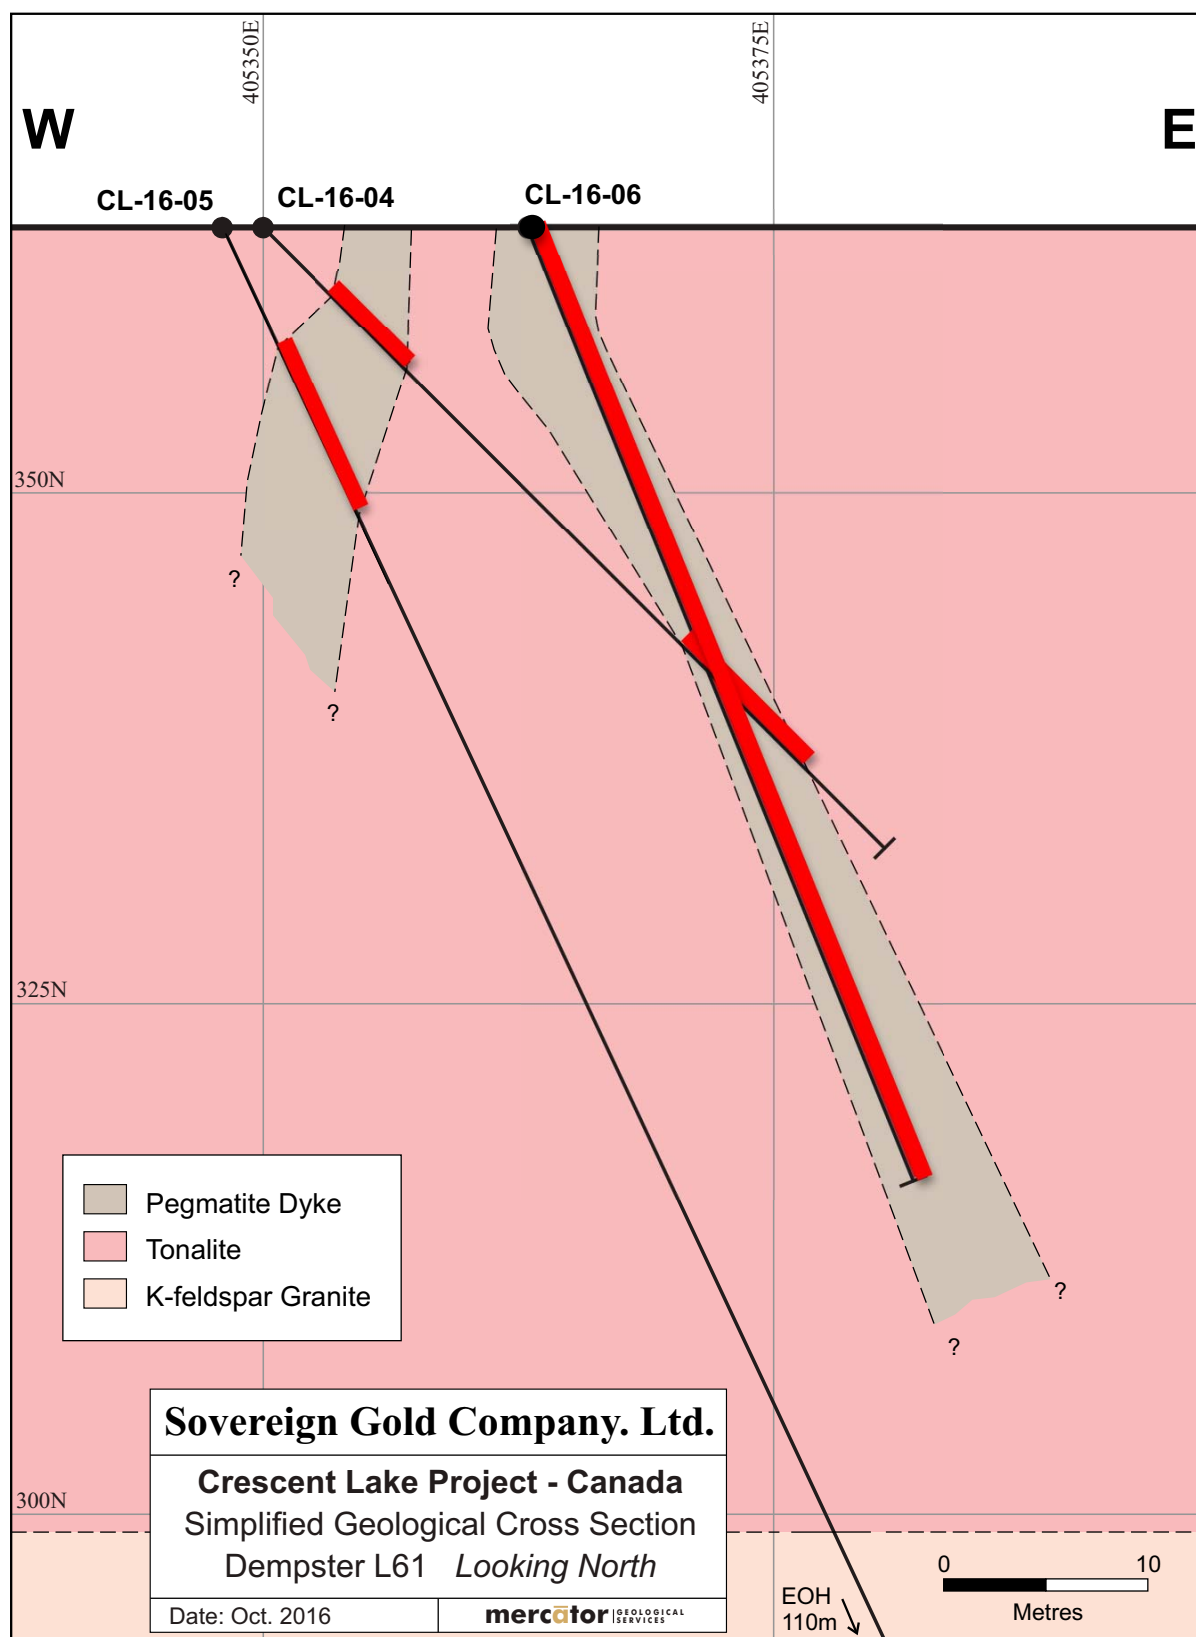 405350E
405375E
W
E
CL-16-05
CL-16-04
CL-16-06
350N
?
?
325N
Pegmatite Dyke
Tonalite
K-feldspar Granite
?
?
Sovereign Gold Company. Ltd.
Crescent Lake Project - Canada
Simplified Geological Cross Section
Dempster L61 Looking North
Date: Oct. 2016
mercātor GEOLOGICAL
SERVICES
300N
EOH
110m
0 10
Metres